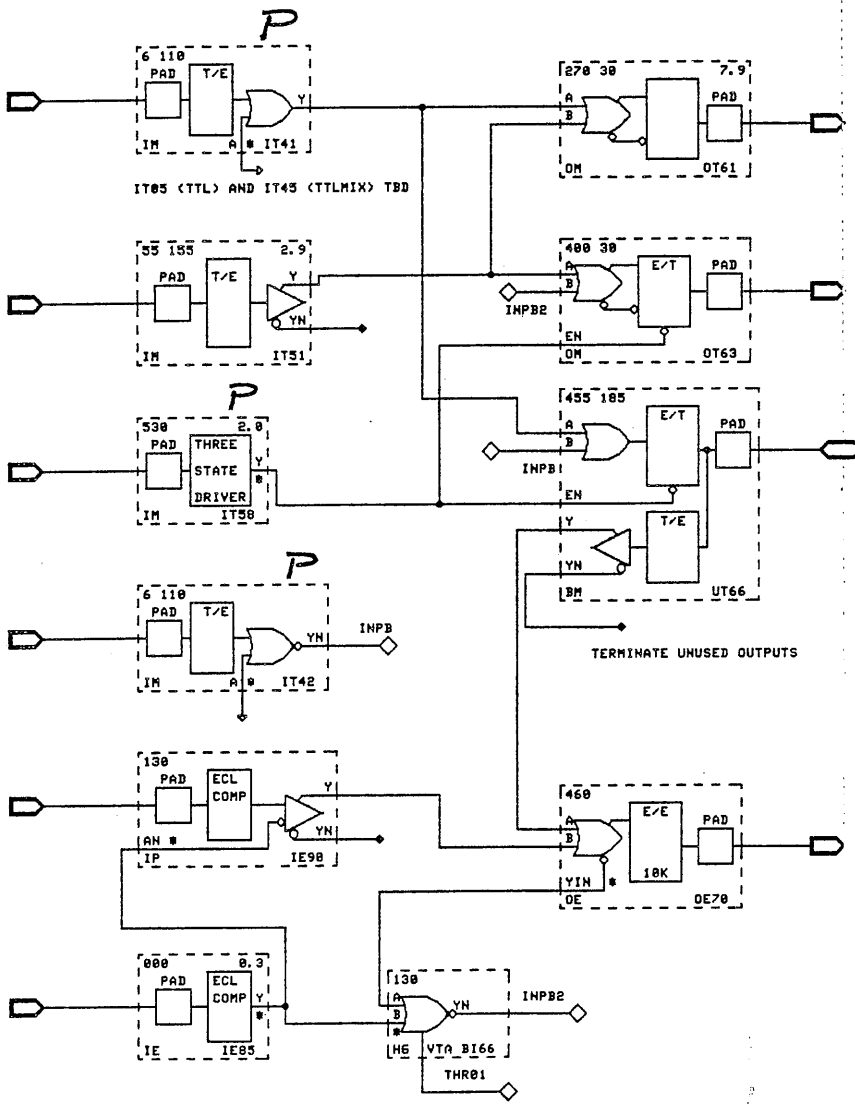 P
6 110
PAD
T/E
Y
IM
A *
IT41
IT05 (TTL) AND IT45 (TTLMIX) TBD
270 30
7.9
A
B
PAD
OM
OT61
55 155
2.9
PAD
T/E
Y
YN
IM
IT51
400 30
A
B
E/T
PAD
INPB2
EN
OM
OT63
P
530
2.0
PAD
THREE
STATE
DRIVER
Y
*
IM
IT58
455 185
A
B
E/T
PAD
INPB
EN
Y
T/E
YN
BM
UT66
TERMINATE UNUSED OUTPUTS
P
6 110
PAD
T/E
YN
INPB
IM
A *
IT42
130
PAD
ECL
COMP
Y
YN
AN *
IP
IE90
460
A
B
E/E
PAD
10K
YIN *
OE
OE70
000
0.3
PAD
ECL
COMP
Y
*
IE
IE85
130
A
B
*
YN
INPB2
H6
VTA BI66
THR01